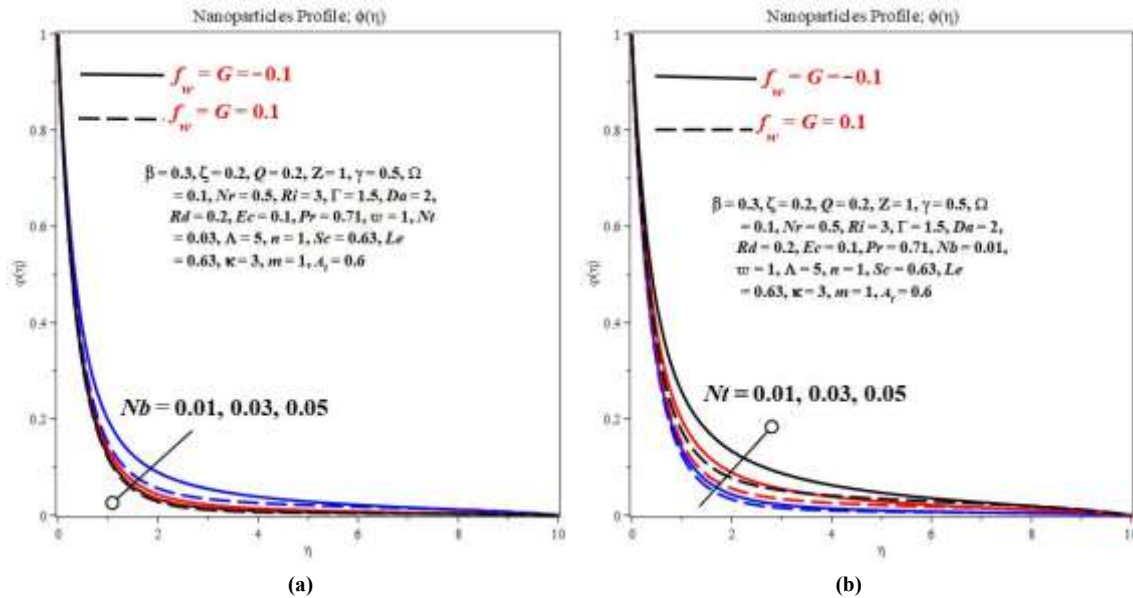 Nanoparticles Profile; ϕ(η)
1
0.8
0.6
0.4
0.2
0
φ(η)
f_w = G = −0.1
f_w = G = 0.1
β = 0.3, ζ = 0.2, Q = 0.2, Z = 1, γ = 0.5, Ω
= 0.1, Nr = 0.5, Ri = 3, Γ = 1.5, Da = 2,
Rd = 0.2, Ec = 0.1, Pr = 0.71, w = 1, Nt
= 0.03, Λ = 5, n = 1, Sc = 0.63, Le
= 0.63, κ = 3, m = 1, A_t = 0.6
Nb = 0.01, 0.03, 0.05
0 2 4 6 8 10
η
(a)
Nanoparticles Profile; ϕ(η)
1
0.8
0.6
0.4
0.2
0
φ(η)
f_w = G = −0.1
f_w = G = 0.1
β = 0.3, ζ = 0.2, Q = 0.2, Z = 1, γ = 0.5, Ω
= 0.1, Nr = 0.5, Ri = 3, Γ = 1.5, Da = 2,
Rd = 0.2, Ec = 0.1, Pr = 0.71, Nb = 0.01,
w = 1, Λ = 5, n = 1, Sc = 0.63, Le
= 0.63, κ = 3, m = 1, A_t = 0.6
Nt = 0.01, 0.03, 0.05
0 2 4 6 8 10
η
(b)